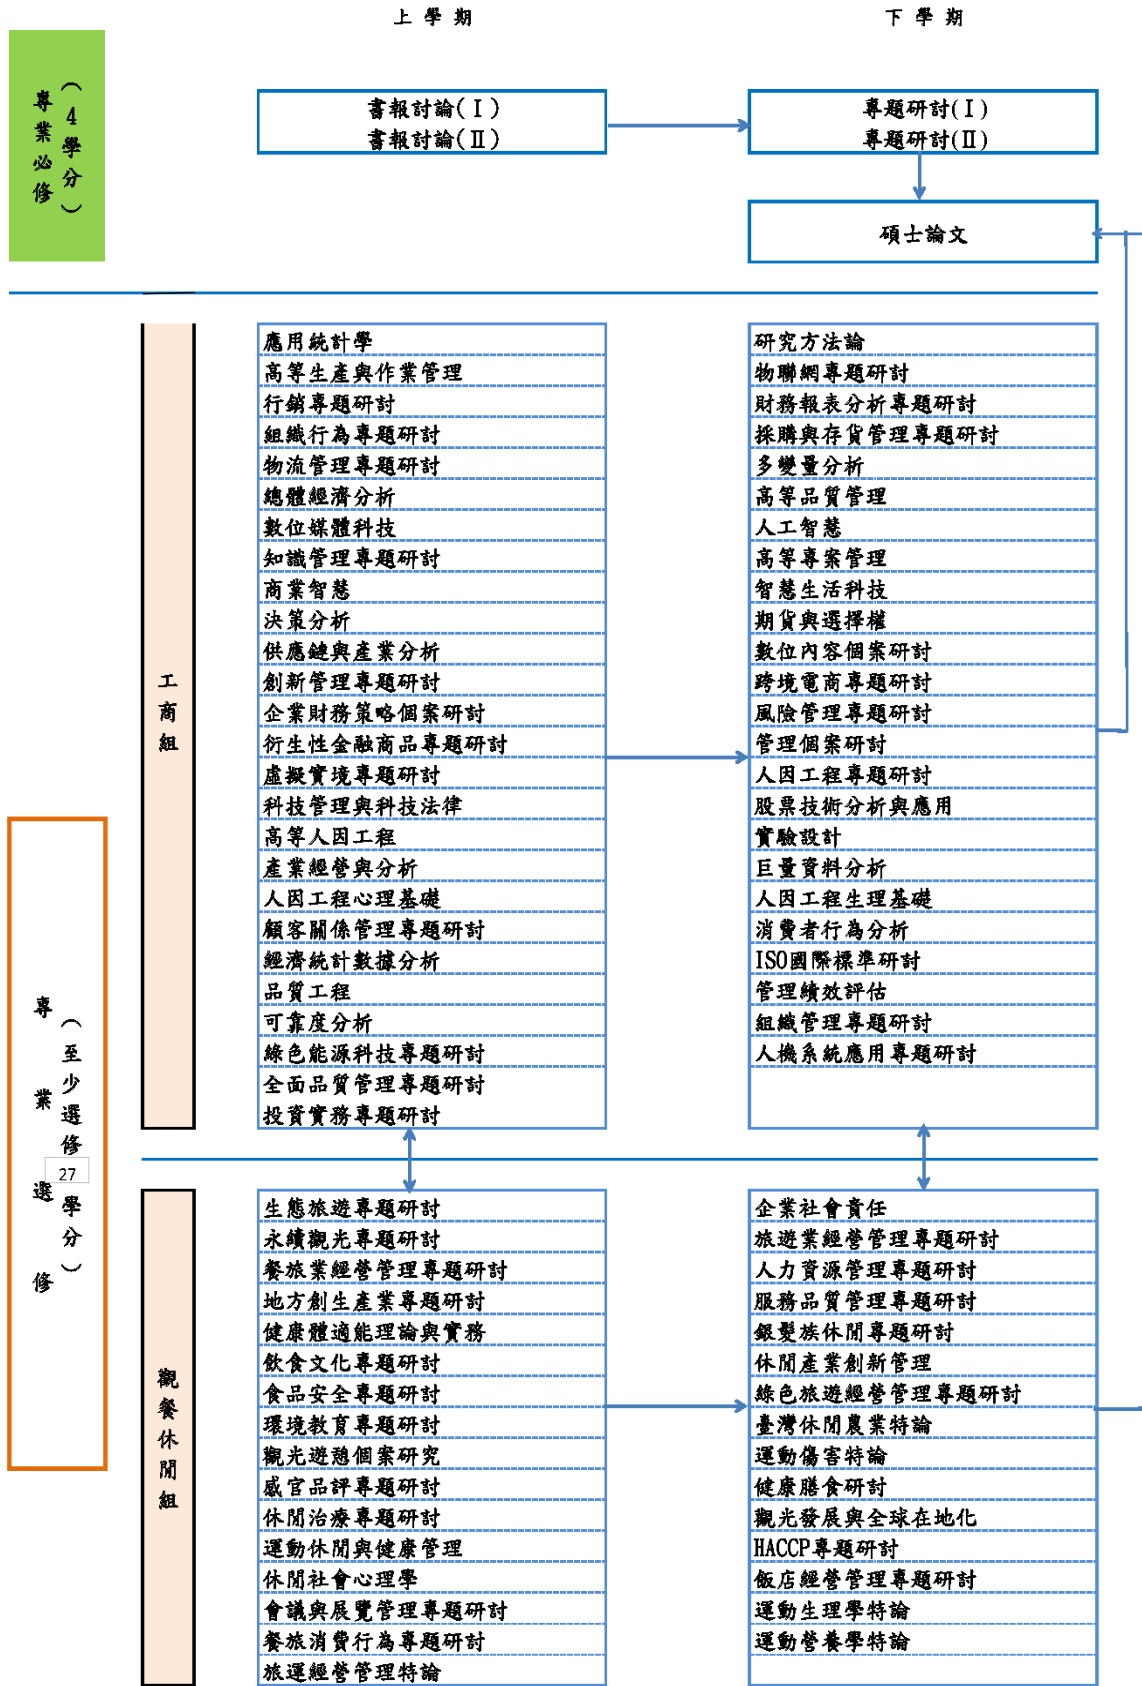 上 學 期
下 學 期
專業必修
（4學分）
書報討論(Ⅰ)
書報討論(Ⅱ)
專題研討(Ⅰ)
專題研討(Ⅱ)
碩士論文
專業選修
（至少選修27學分）
工商組
應用統計學
高等生產與作業管理
行銷專題研討
組織行為專題研討
物流管理專題研討
總體經濟分析
數位媒體科技
知識管理專題研討
商業智慧
決策分析
供應鏈與產業分析
創新管理專題研討
企業財務策略個案研討
衍生性金融商品專題研討
虛擬實境專題研討
科技管理與科技法律
高等人因工程
產業經營與分析
人因工程心理基礎
顧客關係管理專題研討
經濟統計數據分析
品質工程
可靠度分析
綠色能源科技專題研討
全面品質管理專題研討
投資實務專題研討
研究方法論
物聯網專題研討
財務報表分析專題研討
採購與存貨管理專題研討
多變量分析
高等品質管理
人工智慧
高等專案管理
智慧生活科技
期貨與選擇權
數位內容個案研討
跨境電商專題研討
風險管理專題研討
管理個案研討
人因工程專題研討
股票技術分析與應用
實驗設計
巨量資料分析
人因工程生理基礎
消費者行為分析
ISO國際標準研討
管理績效評估
組織管理專題研討
人機系統應用專題研討
觀餐休閒組
生態旅遊專題研討
永續觀光專題研討
餐旅業經營管理專題研討
地方創生產業專題研討
健康體適能理論與實務
飲食文化專題研討
食品安全專題研討
環境教育專題研討
觀光遊憩個案研究
感官品評專題研討
休閒治療專題研討
運動休閒與健康管理
休閒社會心理學
會議與展覽管理專題研討
餐旅消費行為專題研討
旅運經營管理特論
企業社會責任
旅遊業經營管理專題研討
人力資源管理專題研討
服務品質管理專題研討
銀髮族休閒專題研討
休閒產業創新管理
綠色旅遊經營管理專題研討
臺灣休閒農業特論
運動傷害特論
健康膳食研討
觀光發展與全球在地化
HACCP專題研討
飯店經營管理專題研討
運動生理學特論
運動營養學特論